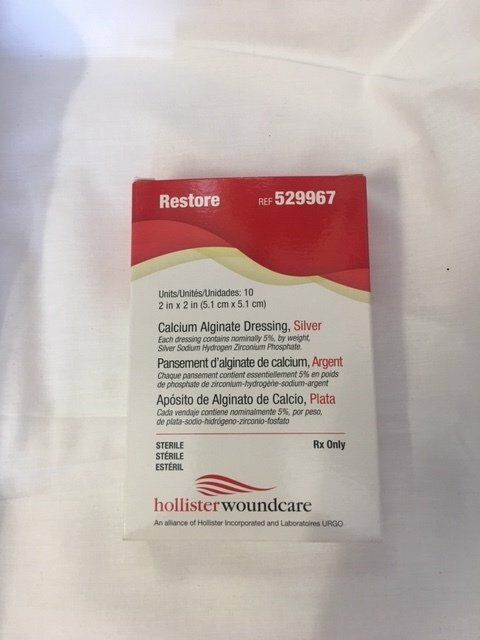 Restore REF 529967
Units/Unités/Unidades: 10
2 in x 2 in (5.1 cm x 5.1 cm)
Calcium Alginate Dressing, Silver
Each dressing contains nominally 5%, by weight,
Silver Sodium Hydrogen Zirconium Phosphate.
Pansement d'alginate de calcium, Argent
Chaque pansement contient essentiellement 5% en poids
de phosphate de zirconium-hydrogène-sodium-argent
Apósito de Alginato de Calcio, Plata
Cada vendaje contiene nominalmente 5%, por peso,
de plata-sodio-hidrógeno-zirconio-fosfato
STERILE Rx Only
STÉRILE
ESTÉRIL
hollisterwoundcare
An alliance of Hollister Incorporated and Laboratoires URGO